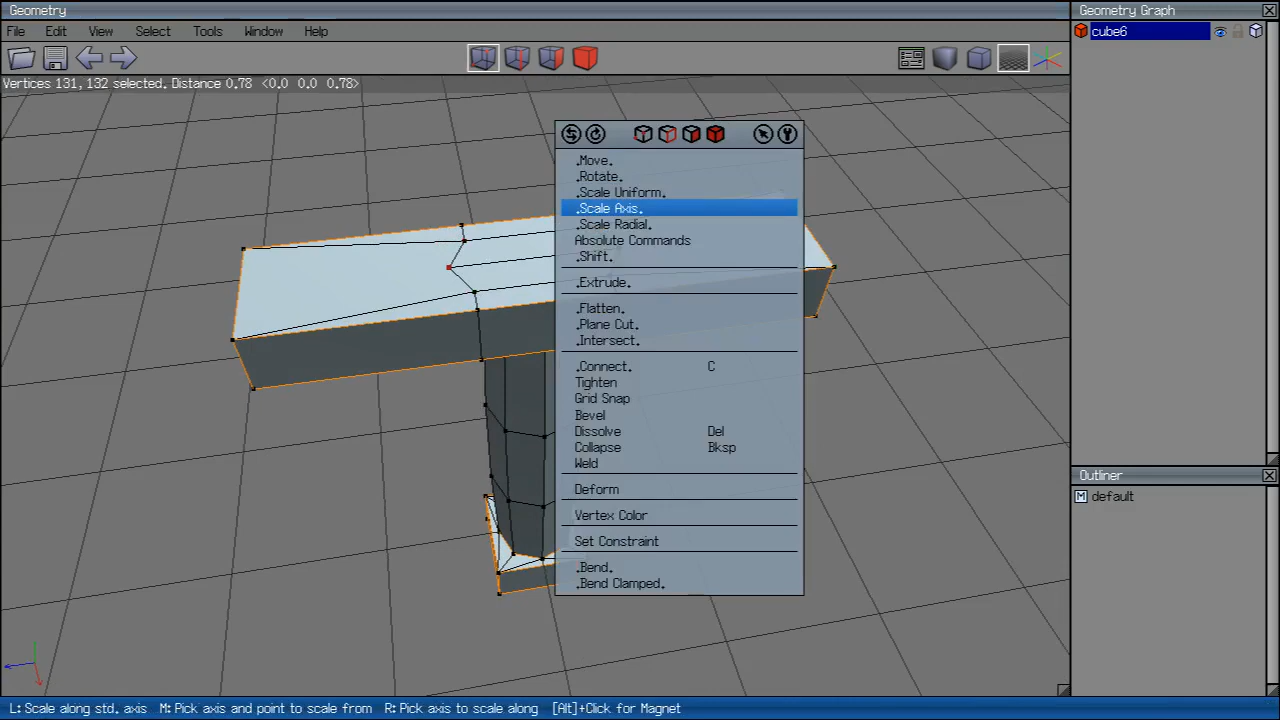 Geometry
Geometry Graph
File Edit View Select Tools Window Help
cube6
Vertices 131, 132 selected. Distance 0.78 <0.0 0.0 0.78>
.Move.
.Rotate.
.Scale Uniform.
.Scale Axis.
.Scale Radial.
Absolute Commands
.Shift.
.Extrude.
.Flatten.
.Plane Cut.
.Intersect.
.Connect. C
Tighten
Grid Snap
Bevel
Dissolve Del
Collapse Bksp
Weld
Deform
Vertex Color
Set Constraint
.Bend.
.Bend Clamped.
Outliner
M default
L: Scale along std. axis M: Pick axis and point to scale from R: Pick axis to scale along [Alt]+Click for Magnet